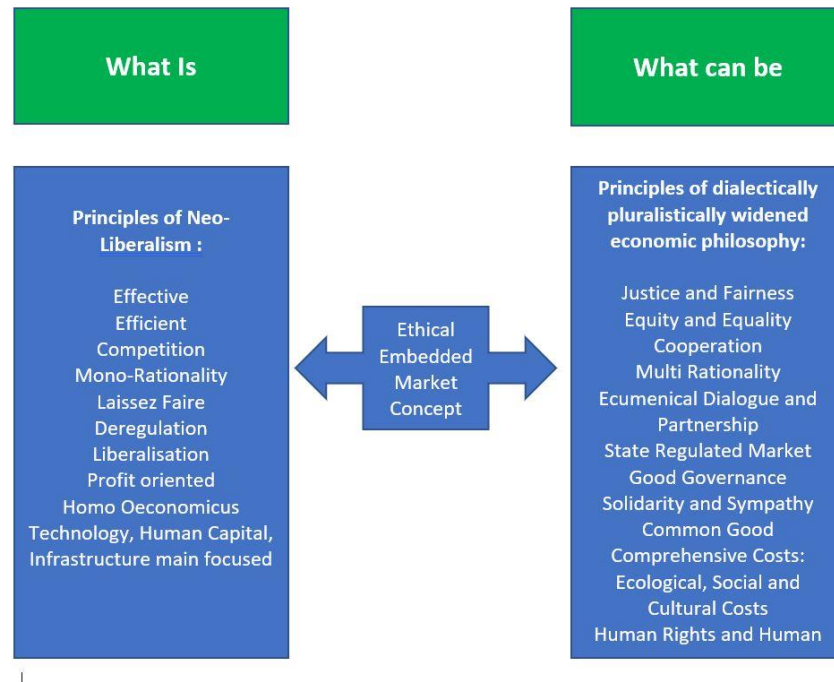 What Is
What can be
Principles of Neo-
Liberalism :
Effective
Efficient
Competition
Mono-Rationality
Laissez Faire
Deregulation
Liberalisation
Profit oriented
Homo Oeconomicus
Technology, Human Capital,
Infrastructure main focused
Ethical
Embedded
Market
Concept
Principles of dialectically
pluralistically widened
economic philosophy:
Justice and Fairness
Equity and Equality
Cooperation
Multi Rationality
Ecumenical Dialogue and
Partnership
State Regulated Market
Good Governance
Solidarity and Sympathy
Common Good
Comprehensive Costs:
Ecological, Social and
Cultural Costs
Human Rights and Human